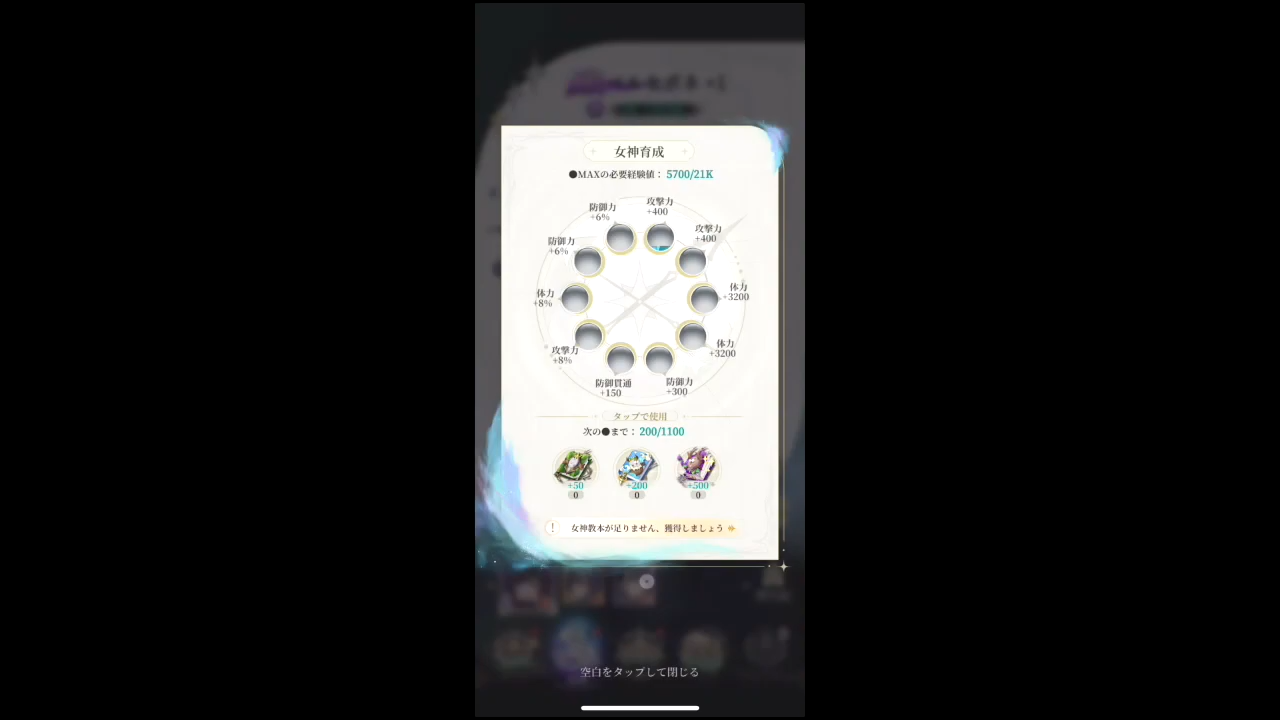 女神育成
●MAXの必要経験値： 5700/21K
防御力
+6%
攻撃力
+400
防御力
+6%
攻撃力
+400
体力
+8%
体力
+3200
攻撃力
+8%
体力
+3200
防御貫通
+150
防御力
+300
タップで使用
次の●まで： 200/1100
+50
+200
+500
0
0
0
! 女神教本が足りません、獲得しましょう
空白をタップして閉じる